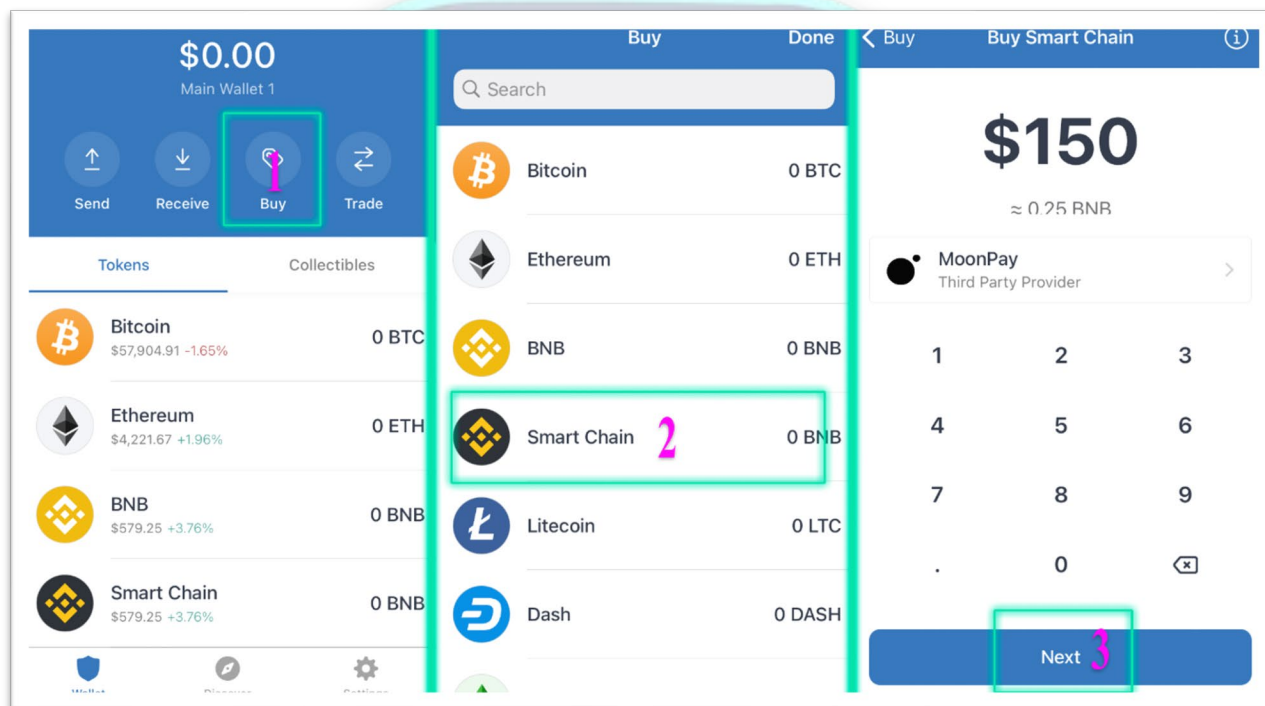 $0.00
Main Wallet 1
Send Receive Buy Trade
1
Tokens Collectibles
Bitcoin
0 BTC
$57,904.91 -1.65%
Ethereum
0 ETH
$4,221.67 +1.96%
BNB
0 BNB
$579.25 +3.76%
Smart Chain
0 BNB
$579.25 +3.76%
Wallet Discover Settings
Buy Done
Search
Bitcoin 0 BTC
Ethereum 0 ETH
BNB 0 BNB
Smart Chain 2 0 BNB
Litecoin 0 LTC
Dash 0 DASH
Buy Buy Smart Chain
$150
≈ 0.25 BNB
MoonPay
Third Party Provider
1 2 3
4 5 6
7 8 9
. 0
Next 3